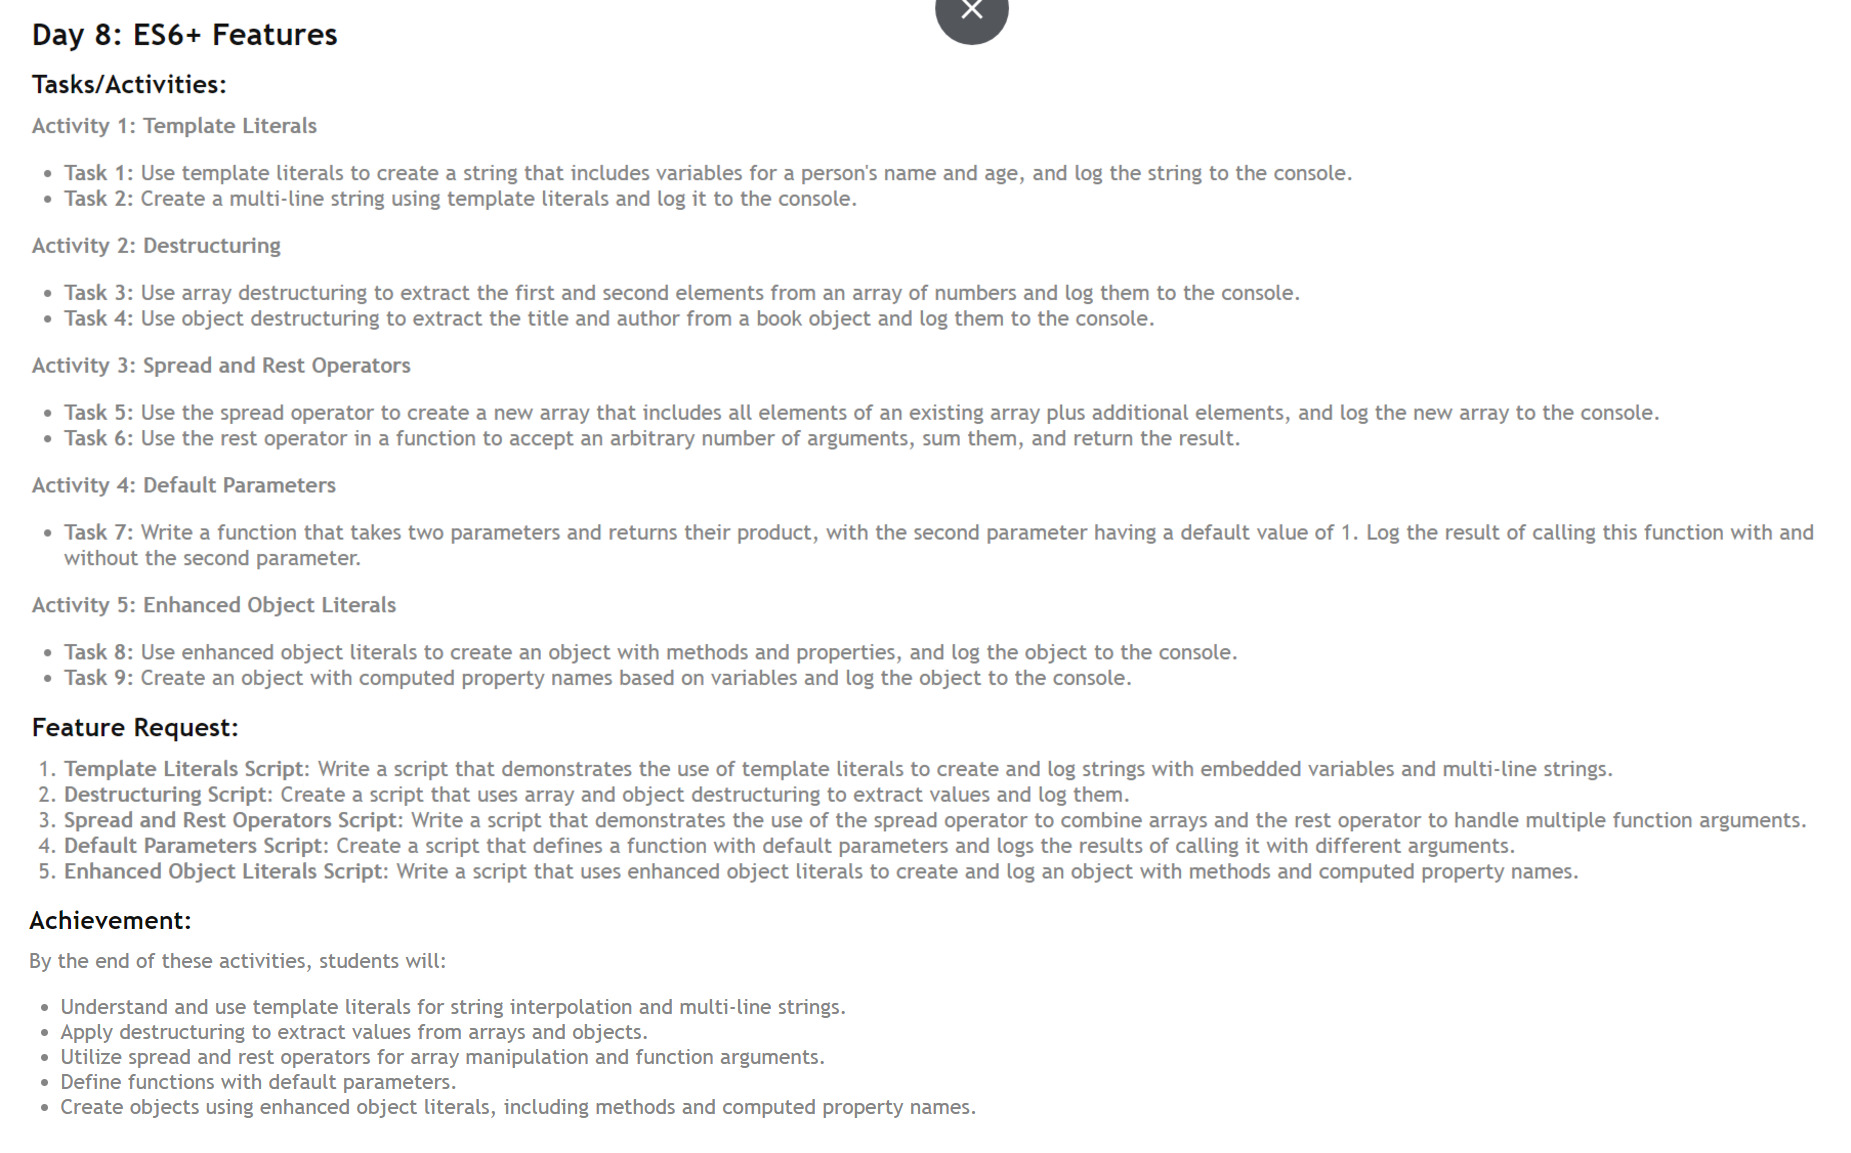 Day 8: ES6+ Features
Tasks/Activities:
Activity 1: Template Literals
• Task 1: Use template literals to create a string that includes variables for a person's name and age, and log the string to the console.
• Task 2: Create a multi-line string using template literals and log it to the console.
Activity 2: Destructuring
• Task 3: Use array destructuring to extract the first and second elements from an array of numbers and log them to the console.
• Task 4: Use object destructuring to extract the title and author from a book object and log them to the console.
Activity 3: Spread and Rest Operators
• Task 5: Use the spread operator to create a new array that includes all elements of an existing array plus additional elements, and log the new array to the console.
• Task 6: Use the rest operator in a function to accept an arbitrary number of arguments, sum them, and return the result.
Activity 4: Default Parameters
• Task 7: Write a function that takes two parameters and returns their product, with the second parameter having a default value of 1. Log the result of calling this function with and
without the second parameter.
Activity 5: Enhanced Object Literals
• Task 8: Use enhanced object literals to create an object with methods and properties, and log the object to the console.
• Task 9: Create an object with computed property names based on variables and log the object to the console.
Feature Request:
1. Template Literals Script: Write a script that demonstrates the use of template literals to create and log strings with embedded variables and multi-line strings.
2. Destructuring Script: Create a script that uses array and object destructuring to extract values and log them.
3. Spread and Rest Operators Script: Write a script that demonstrates the use of the spread operator to combine arrays and the rest operator to handle multiple function arguments.
4. Default Parameters Script: Create a script that defines a function with default parameters and logs the results of calling it with different arguments.
5. Enhanced Object Literals Script: Write a script that uses enhanced object literals to create and log an object with methods and computed property names.
Achievement:
By the end of these activities, students will:
• Understand and use template literals for string interpolation and multi-line strings.
• Apply destructuring to extract values from arrays and objects.
• Utilize spread and rest operators for array manipulation and function arguments.
• Define functions with default parameters.
• Create objects using enhanced object literals, including methods and computed property names.